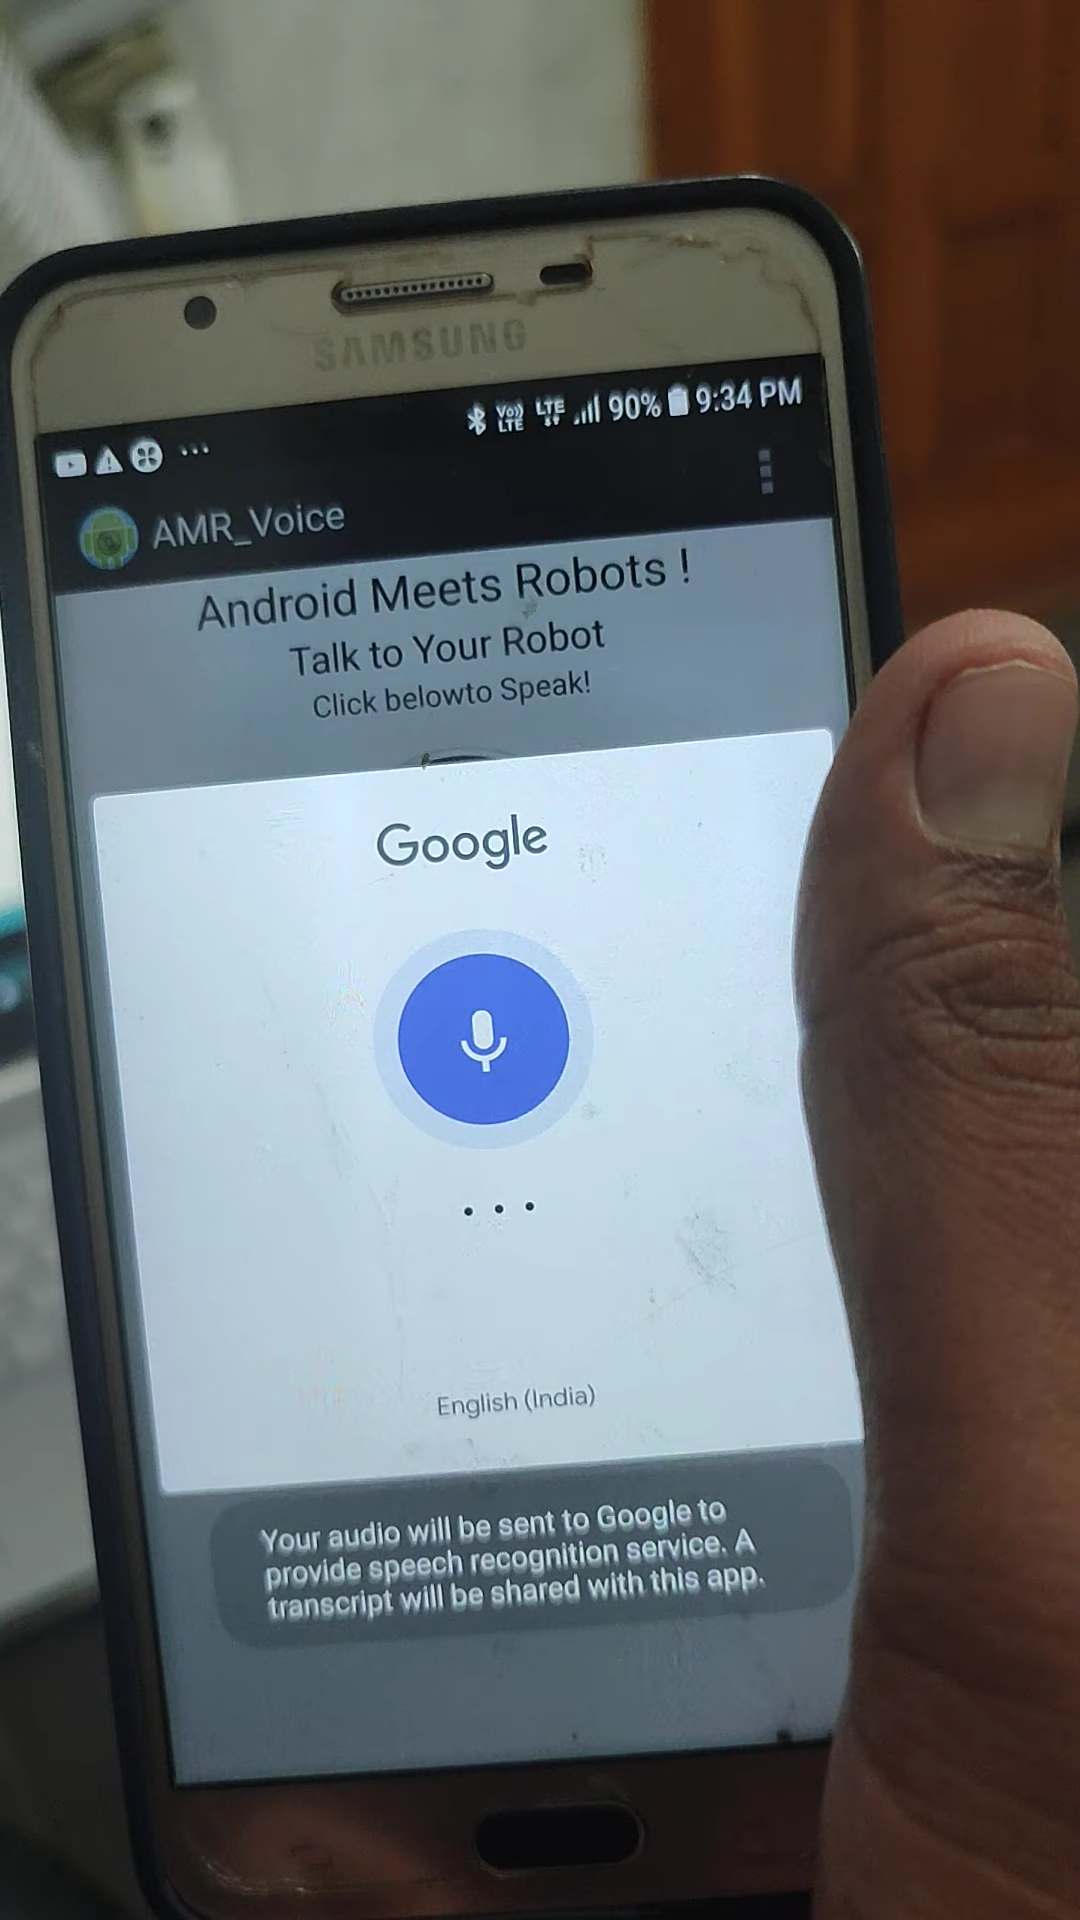 SAMSUNG
VoLTE LTE 90% 9:34 PM
AMR_Voice
Android Meets Robots !
Talk to Your Robot
Click belowto Speak!
Google
English (India)
Your audio will be sent to Google to
provide speech recognition service. A
transcript will be shared with this app.